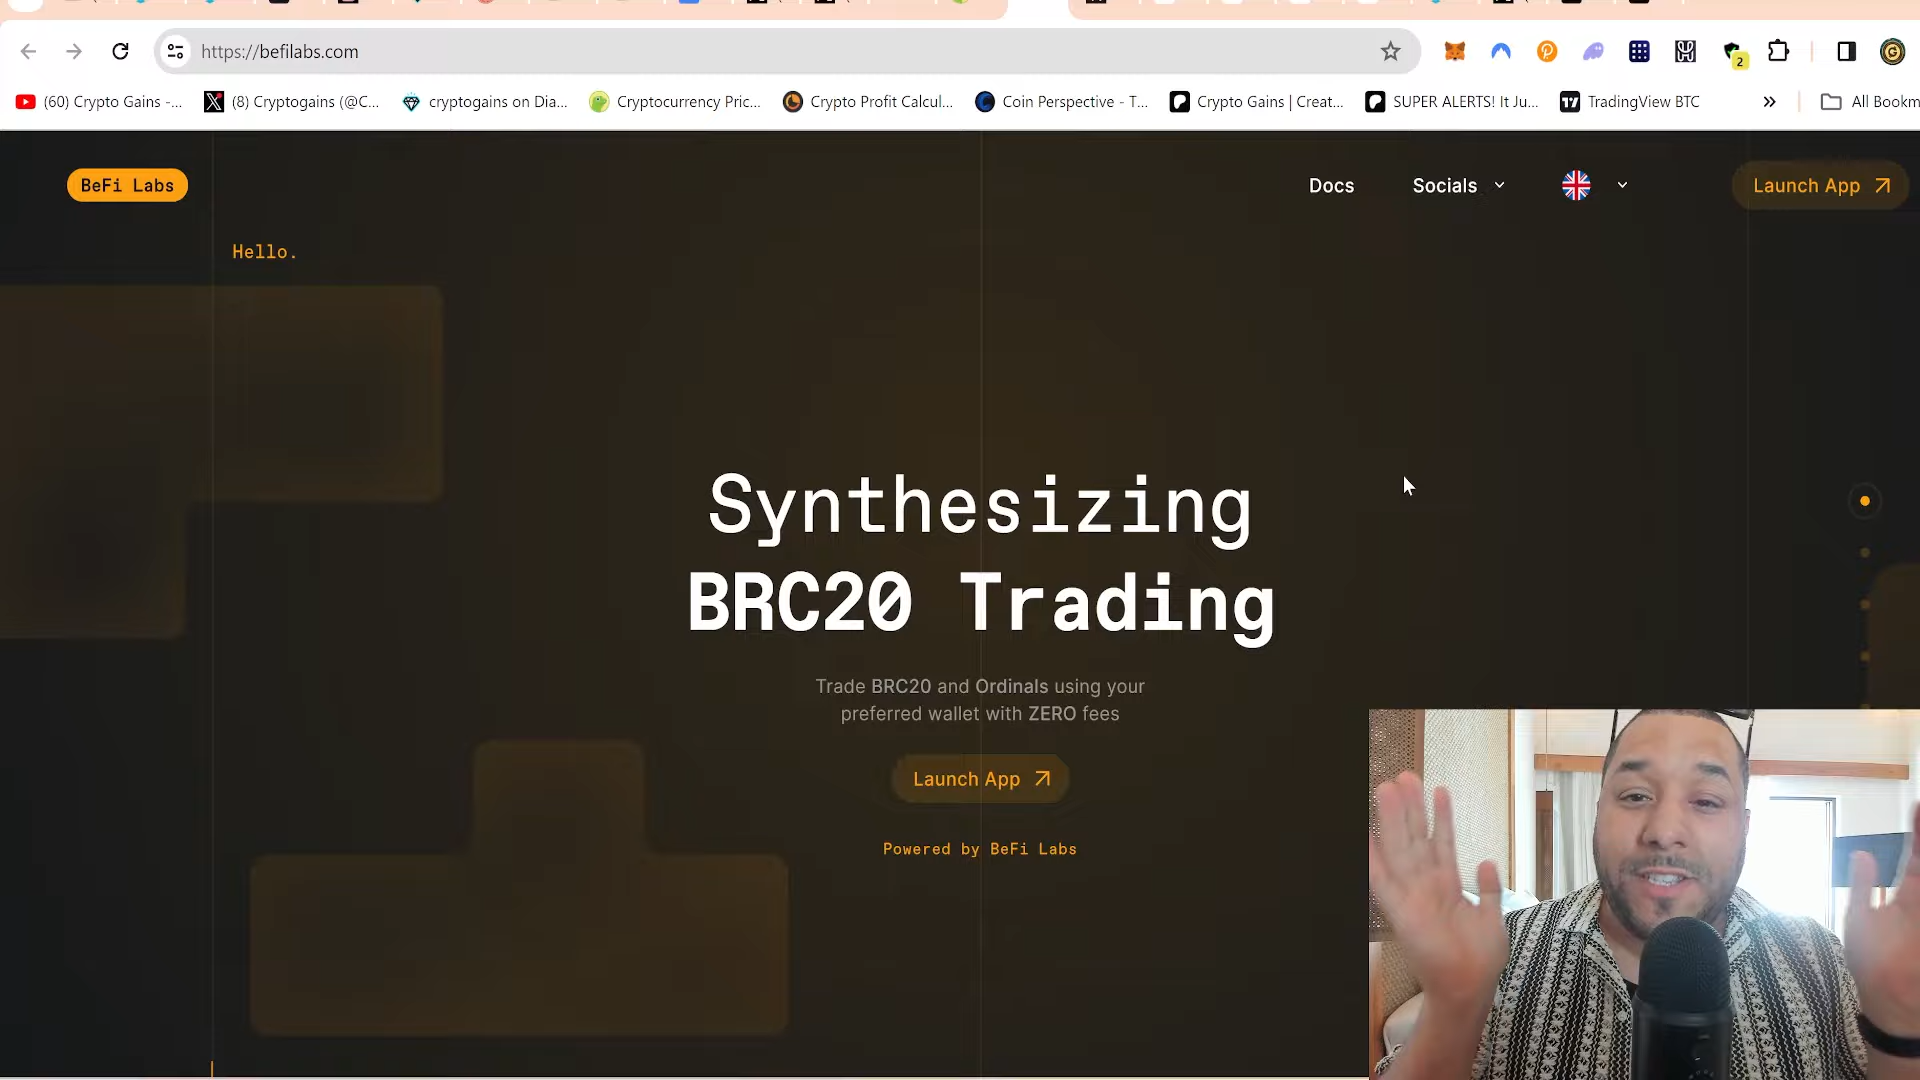 https://befilabs.com
2
G
(60) Crypto Gains -...
(8) Cryptogains (@C...
cryptogains on Dia...
Cryptocurrency Pric...
Crypto Profit Calcul...
Coin Perspective - T...
Crypto Gains | Creat...
SUPER ALERTS! It Ju...
TradingView BTC
All Bookm
BeFi Labs
Docs
Socials
Launch App
Hello.
Synthesizing
BRC20 Trading
Trade BRC20 and Ordinals using your
preferred wallet with ZERO fees
Launch App
Powered by BeFi Labs